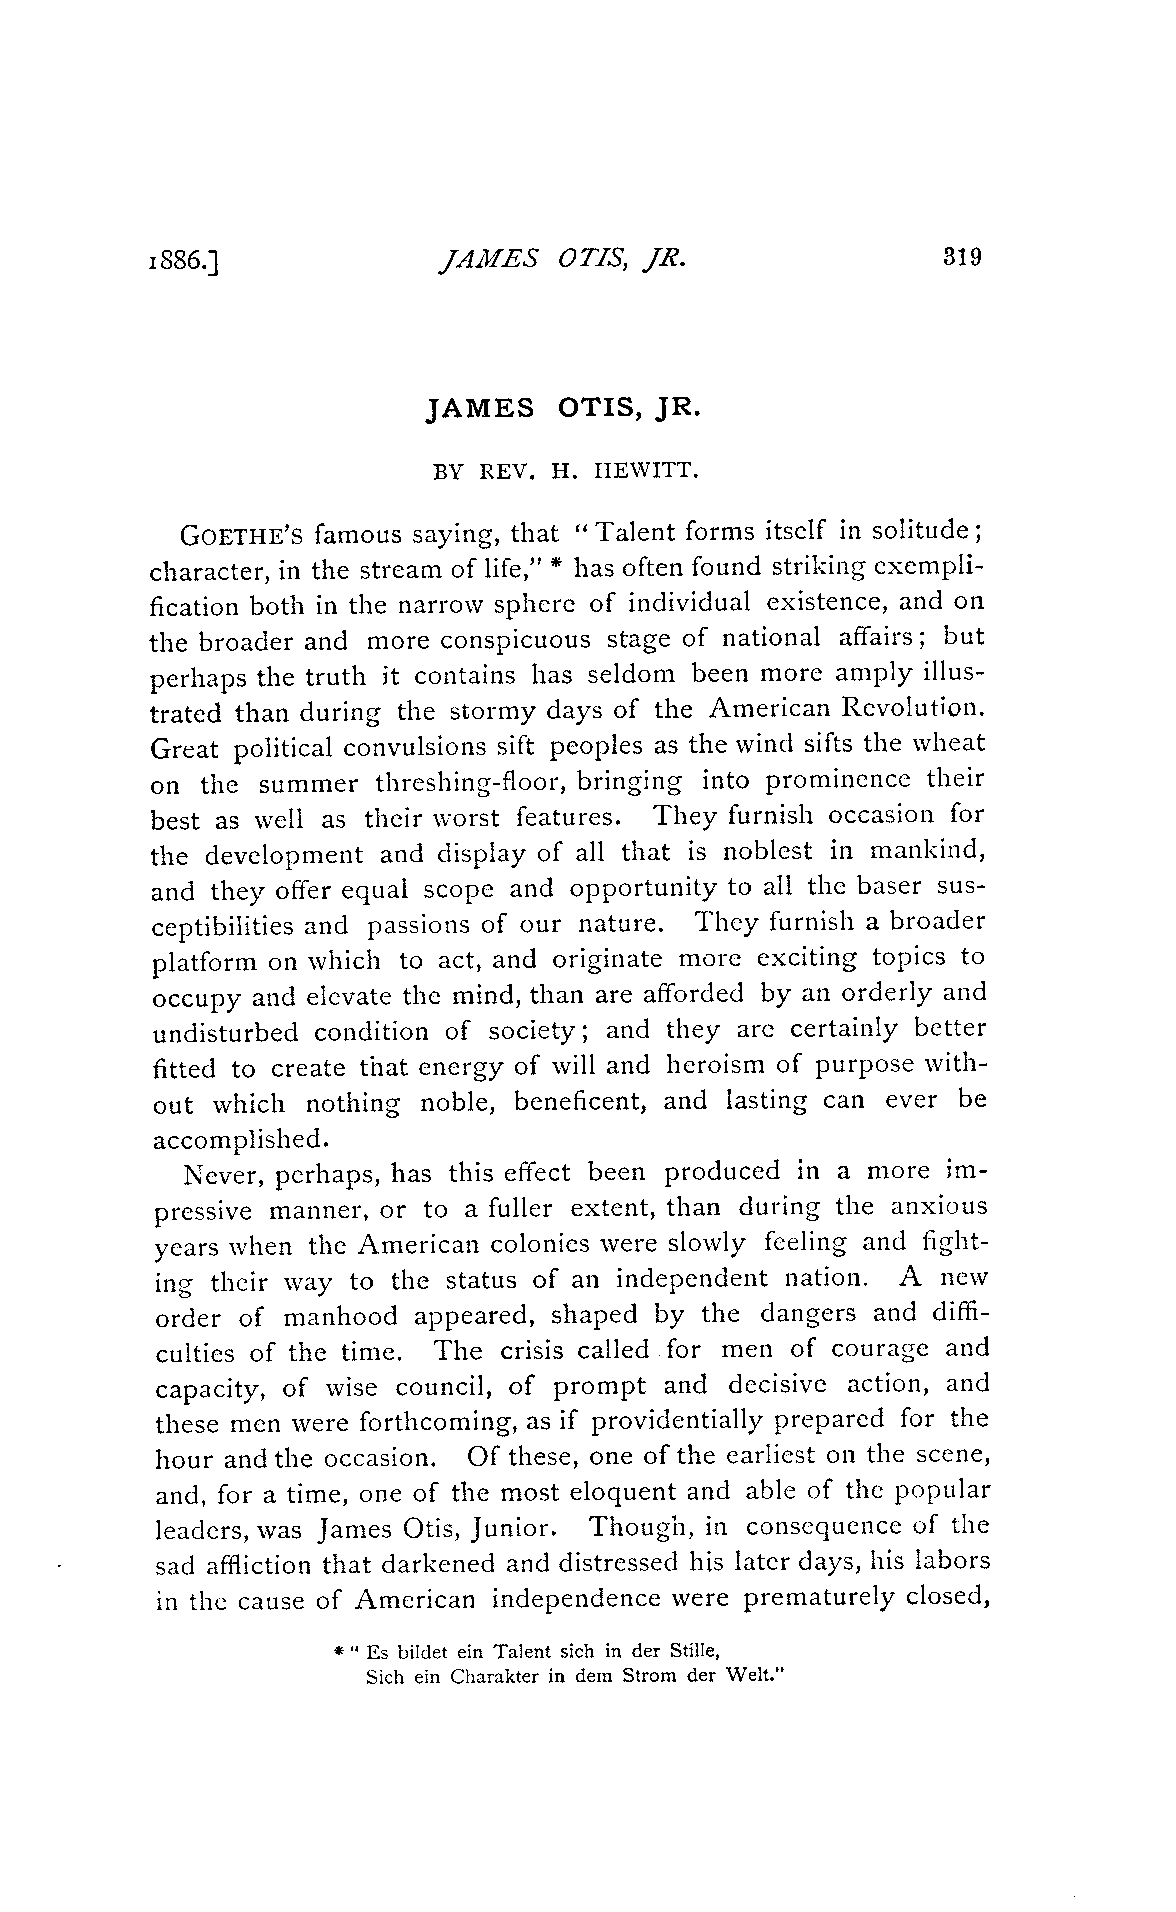 1886.] JAMES OTIS, JR. 319
JAMES OTIS, JR.
BY REV. H. HEWITT.
GOETHE'S famous saying, that "Talent forms itself in solitude;
character, in the stream of life," * has often found striking exempli-
fication both in the narrow sphere of individual existence, and on
the broader and more conspicuous stage of national affairs; but
perhaps the truth it contains has seldom been more amply illus-
trated than during the stormy days of the American Revolution.
Great political convulsions sift peoples as the wind sifts the wheat
on the summer threshing-floor, bringing into prominence their
best as well as their worst features. They furnish occasion for
the development and display of all that is noblest in mankind,
and they offer equal scope and opportunity to all the baser sus-
ceptibilities and passions of our nature. They furnish a broader
platform on which to act, and originate more exciting topics to
occupy and elevate the mind, than are afforded by an orderly and
undisturbed condition of society; and they are certainly better
fitted to create that energy of will and heroism of purpose with-
out which nothing noble, beneficent, and lasting can ever be
accomplished.
Never, perhaps, has this effect been produced in a more im-
pressive manner, or to a fuller extent, than during the anxious
years when the American colonies were slowly feeling and fight-
ing their way to the status of an independent nation. A new
order of manhood appeared, shaped by the dangers and diffi-
culties of the time. The crisis called for men of courage and
capacity, of wise council, of prompt and decisive action, and
these men were forthcoming, as if providentially prepared for the
hour and the occasion. Of these, one of the earliest on the scene,
and, for a time, one of the most eloquent and able of the popular
leaders, was James Otis, Junior. Though, in consequence of the
sad affliction that darkened and distressed his later days, his labors
in the cause of American independence were prematurely closed,
* "Es bildet ein Talent sich in der Stille,
Sich ein Charakter in dem Strom der Welt."